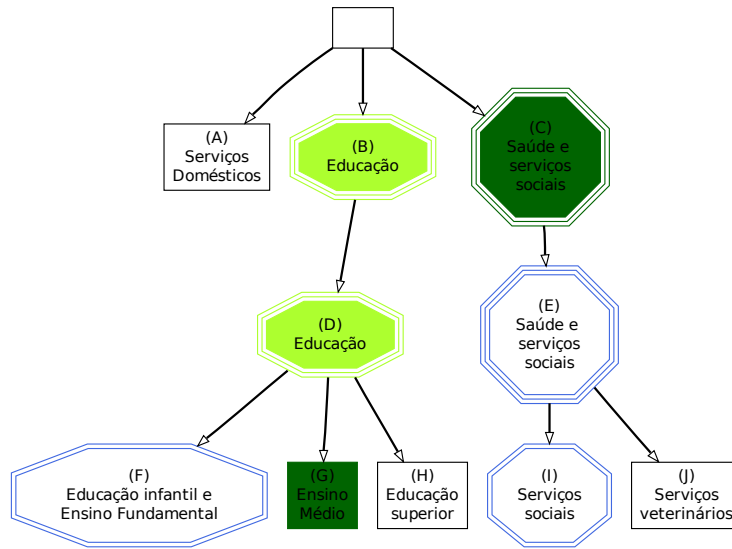 (A)
Serviços
Domésticos
(B)
Educação
(C)
Saúde e
serviços
sociais
(D)
Educação
(E)
Saúde e
serviços
sociais
(F)
Educação infantil e
Ensino Fundamental
(G)
Ensino
Médio
(H)
Educação
superior
(I)
Serviços
sociais
(J)
Serviços
veterinários